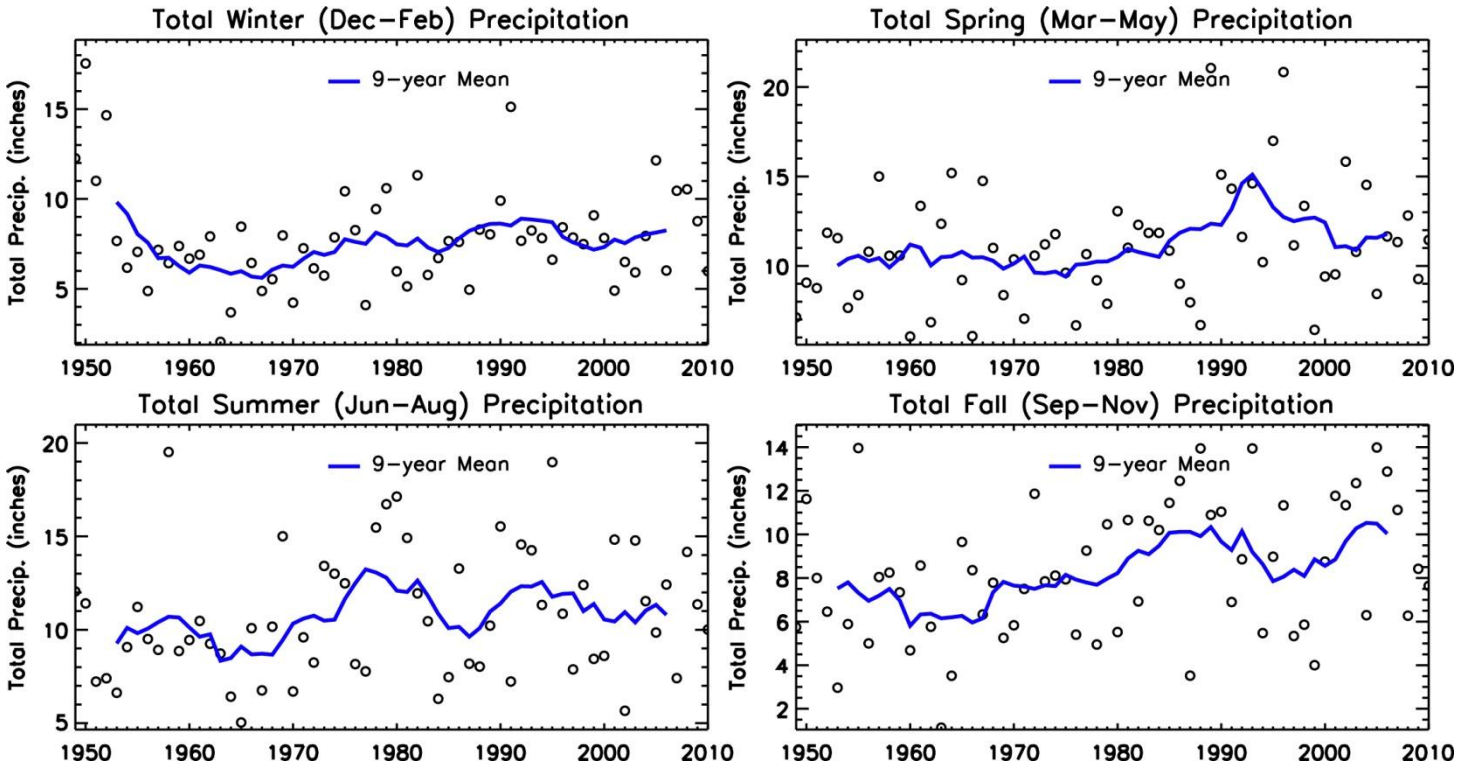 Total Winter (Dec-Feb) Precipitation
Total Precip. (inches)
9-year Mean
15
10
5
1950 1960 1970 1980 1990 2000 2010
Total Spring (Mar-May) Precipitation
Total Precip. (inches)
9-year Mean
20
15
10
1950 1960 1970 1980 1990 2000 2010
Total Summer (Jun-Aug) Precipitation
Total Precip. (inches)
9-year Mean
20
15
10
5
1950 1960 1970 1980 1990 2000 2010
Total Fall (Sep-Nov) Precipitation
Total Precip. (inches)
9-year Mean
14
12
10
8
6
4
2
1950 1960 1970 1980 1990 2000 2010